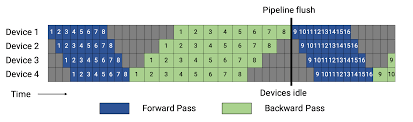 Pipeline flush
Device 1 1 2 3 4 5 6 7 8 1 2 3 4 5 6 7 8 9 10 11 12 13 14 15 16
Device 2 1 2 3 4 5 6 7 8 1 2 3 4 5 6 7 8 9 10 11 12 13 14 15 16
Device 3 1 2 3 4 5 6 7 8 1 2 3 4 5 6 7 8 9 10 11 12 13 14 15 16 9
Device 4 1 2 3 4 5 6 7 8 1 2 3 4 5 6 7 8 9 10 11 12 13 14 15 16 9 10
Time
Devices idle
Forward Pass Backward Pass